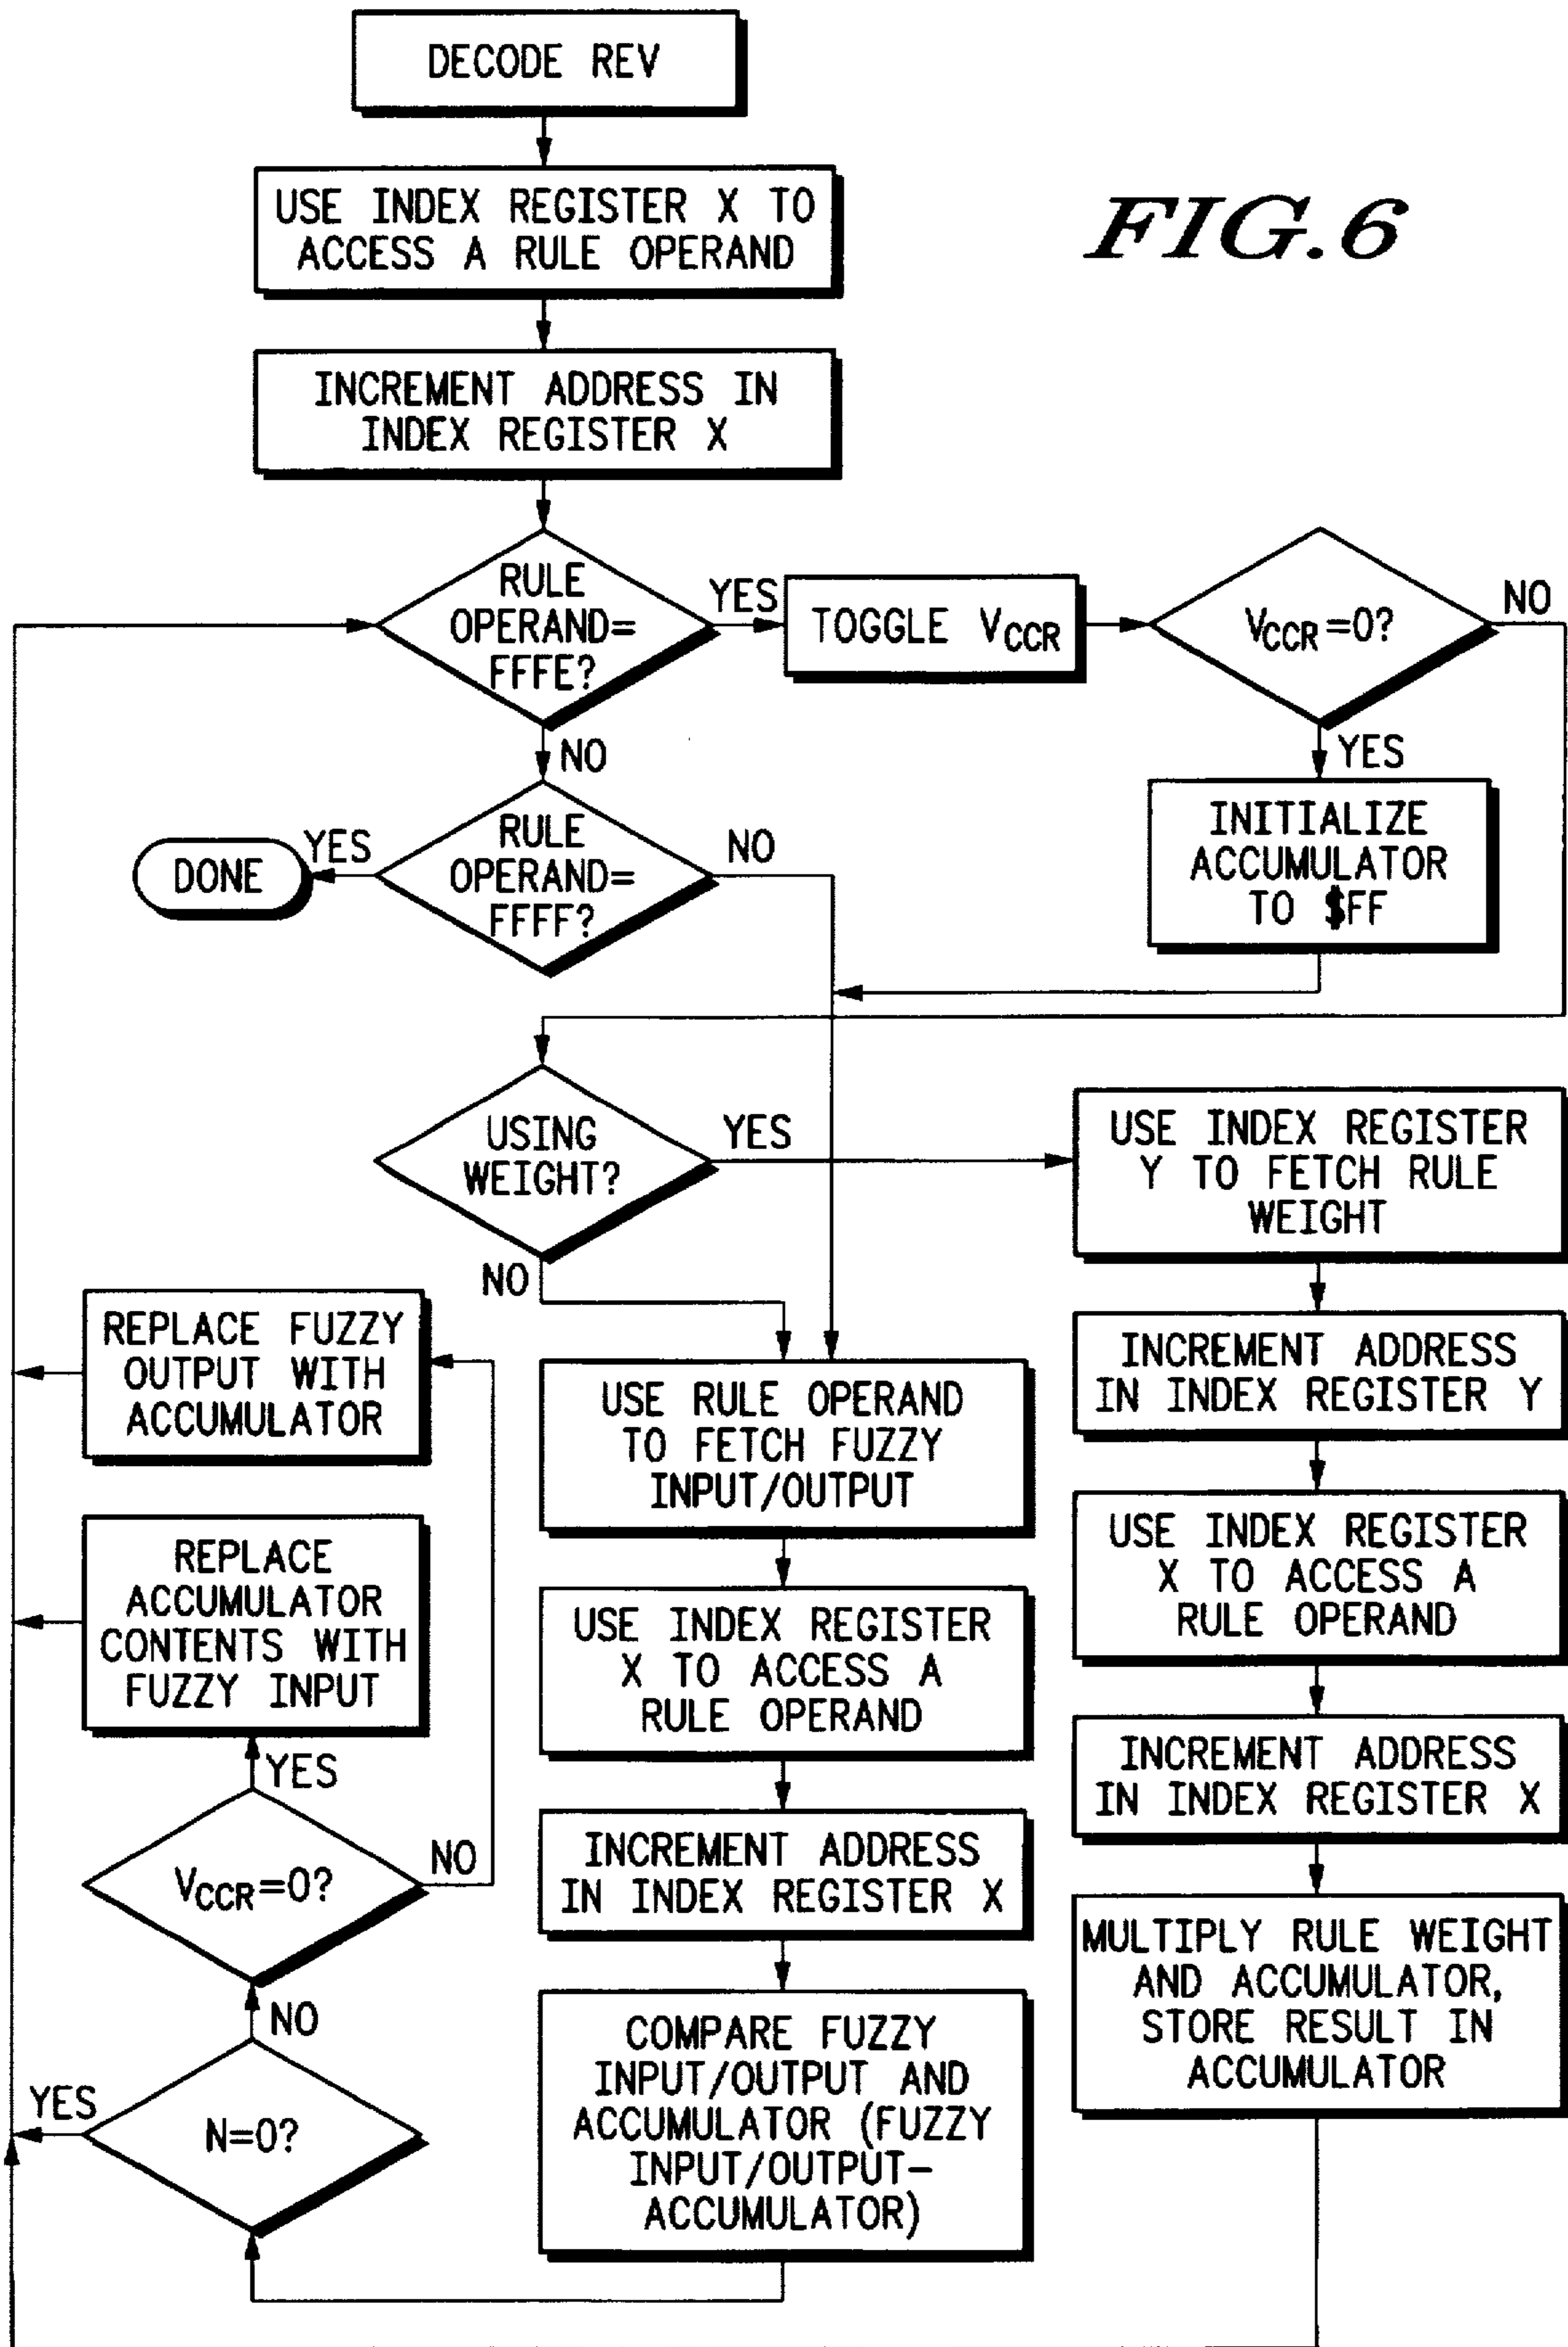 DECODE REV
FIG.6
USE INDEX REGISTER X TO
ACCESS A RULE OPERAND
INCREMENT ADDRESS IN
INDEX REGISTER X
RULE
OPERAND=
FFFE?
YES
TOGGLE VCCR
VCCR=0?
NO
NO
YES
RULE
OPERAND=
FFFF?
YES
DONE
NO
INITIALIZE
ACCUMULATOR
TO $FF
USING
WEIGHT?
YES
NO
USE INDEX REGISTER
Y TO FETCH RULE
WEIGHT
INCREMENT ADDRESS
IN INDEX REGISTER Y
USE INDEX REGISTER
X TO ACCESS A
RULE OPERAND
INCREMENT ADDRESS
IN INDEX REGISTER X
MULTIPLY RULE WEIGHT
AND ACCUMULATOR,
STORE RESULT IN
ACCUMULATOR
USE RULE OPERAND
TO FETCH FUZZY
INPUT/OUTPUT
USE INDEX REGISTER
X TO ACCESS A
RULE OPERAND
INCREMENT ADDRESS
IN INDEX REGISTER X
COMPARE FUZZY
INPUT/OUTPUT AND
ACCUMULATOR (FUZZY
INPUT/OUTPUT-
ACCUMULATOR)
REPLACE FUZZY
OUTPUT WITH
ACCUMULATOR
REPLACE
ACCUMULATOR
CONTENTS WITH
FUZZY INPUT
YES
VCCR=0?
NO
NO
YES
N=0?